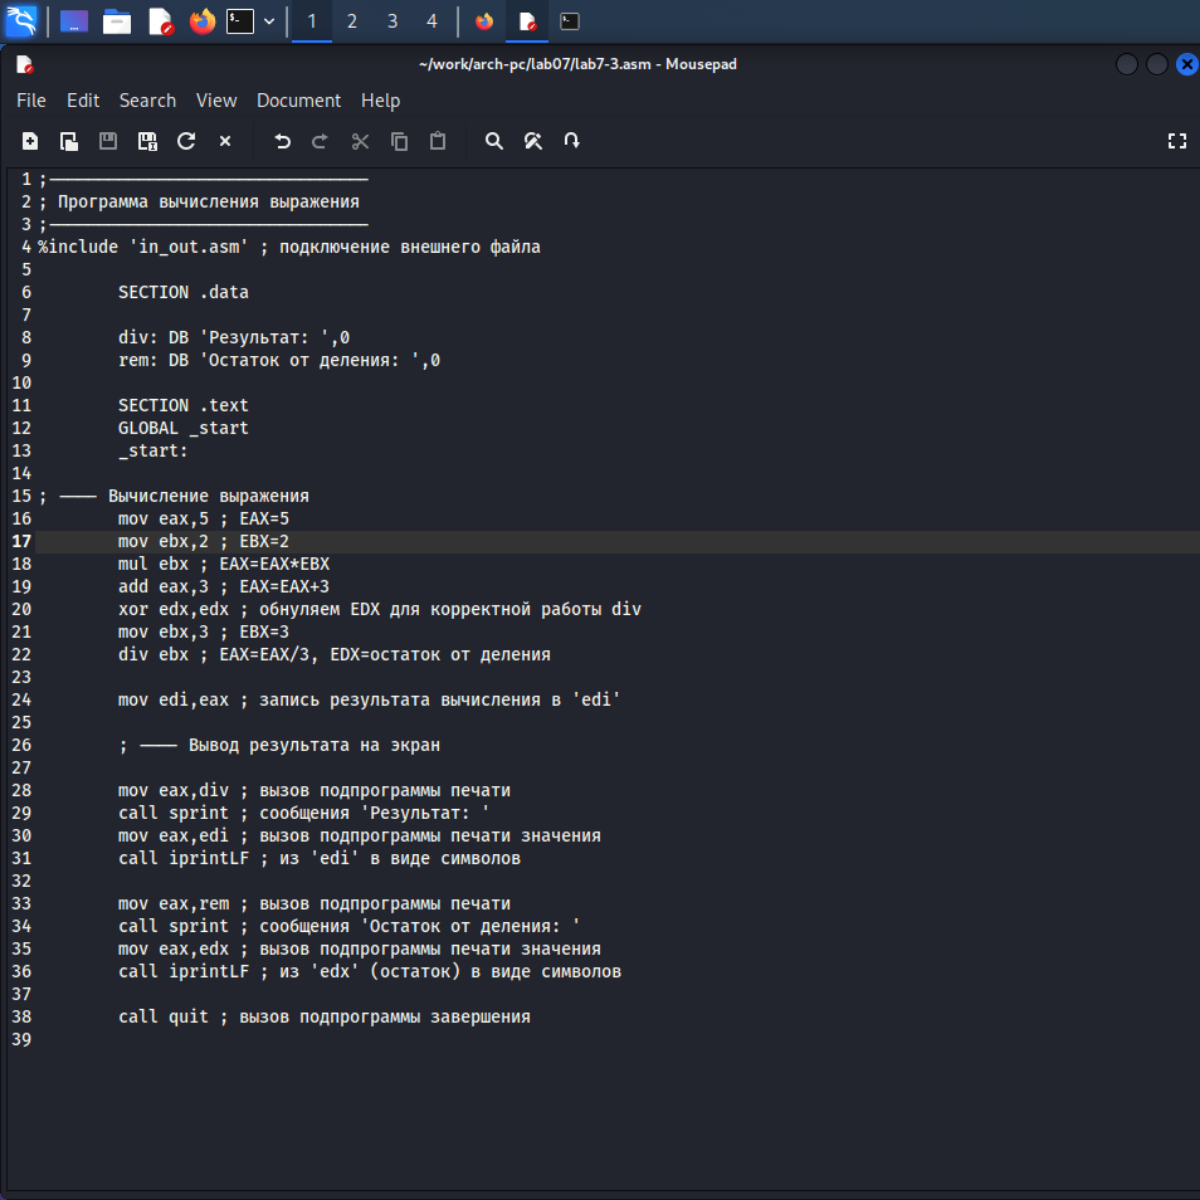 1 2 3 4
~/work/arch-pc/lab07/lab7-3.asm - Mousepad
File Edit Search View Document Help
1 ;————————————————
2 ; Программа вычисления выражения
3 ;————————————————
4 %include 'in_out.asm' ; подключение внешнего файла
5
6 SECTION .data
7
8 div: DB 'Результат: ',0
9 rem: DB 'Остаток от деления: ',0
10
11 SECTION .text
12 GLOBAL _start
13 _start:
14
15 ; —— Вычисление выражения
16 mov eax,5 ; EAX=5
17 mov ebx,2 ; EBX=2
18 mul ebx ; EAX=EAX*EBX
19 add eax,3 ; EAX=EAX+3
20 xor edx,edx ; обнуляем EDX для корректной работы div
21 mov ebx,3 ; EBX=3
22 div ebx ; EAX=EAX/3, EDX=остаток от деления
23
24 mov edi,eax ; запись результата вычисления в 'edi'
25
26 ; —— Вывод результата на экран
27
28 mov eax,div ; вызов подпрограммы печати
29 call sprint ; сообщения 'Результат: '
30 mov eax,edi ; вызов подпрограммы печати значения
31 call iprintLF ; из 'edi' в виде символов
32
33 mov eax,rem ; вызов подпрограммы печати
34 call sprint ; сообщения 'Остаток от деления: '
35 mov eax,edx ; вызов подпрограммы печати значения
36 call iprintLF ; из 'edx' (остаток) в виде символов
37
38 call quit ; вызов подпрограммы завершения
39